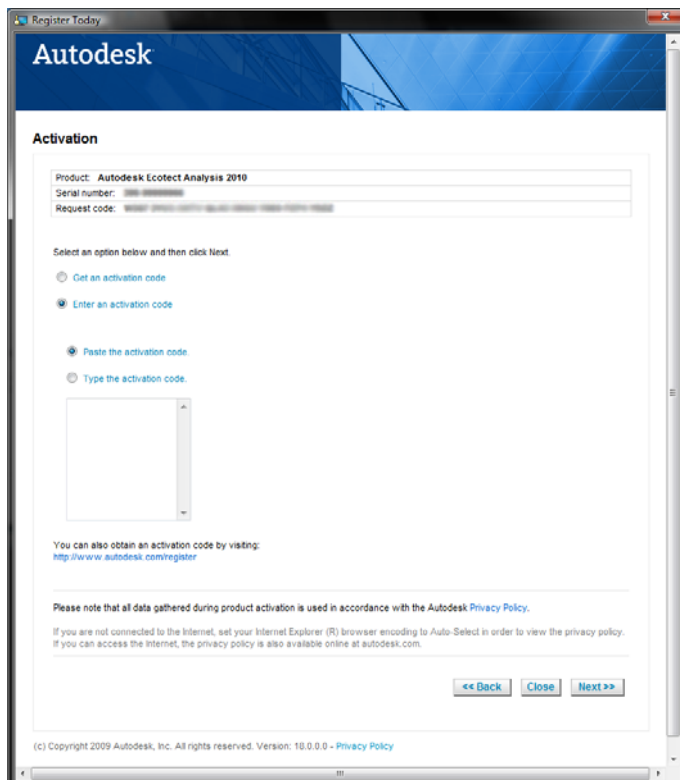 Register Today
Autodesk
Activation
Product: Autodesk Ecotect Analysis 2010
Serial number:
Request code:
Select an option below and then click Next.
Get an activation code
Enter an activation code
Paste the activation code.
Type the activation code.
You can also obtain an activation code by visiting:
http://www.autodesk.com/register
Please note that all data gathered during product activation is used in accordance with the Autodesk Privacy Policy.
If you are not connected to the Internet, set your Internet Explorer (R) browser encoding to Auto-Select in order to view the privacy policy.
If you can access the Internet, the privacy policy is also available online at autodesk.com.
<< Back Close Next >>
(c) Copyright 2009 Autodesk, Inc. All rights reserved. Version: 18.0.0.0 - Privacy Policy